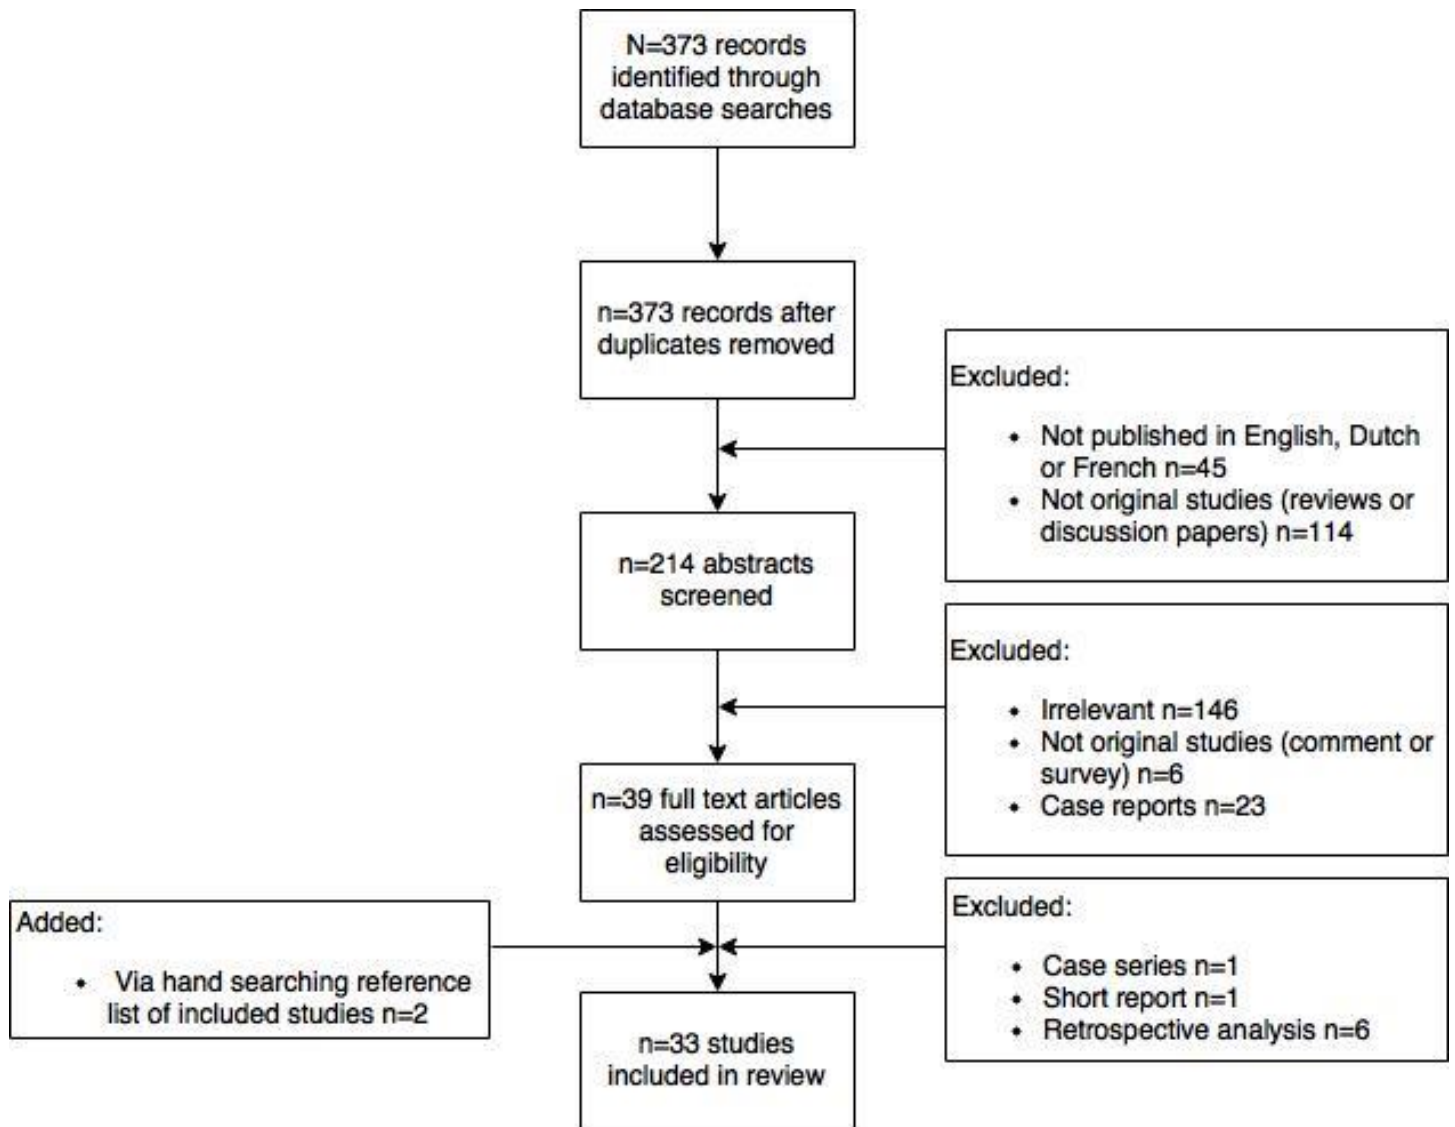 N=373 records
identified through
database searches
n=373 records after
duplicates removed
Excluded:
• Not published in English, Dutch
or French n=45
• Not original studies (reviews or
discussion papers) n=114
n=214 abstracts
screened
Excluded:
• Irrelevant n=146
• Not original studies (comment or
survey) n=6
• Case reports n=23
n=39 full text articles
assessed for
eligibility
Added:
• Via hand searching reference
list of included studies n=2
Excluded:
• Case series n=1
• Short report n=1
• Retrospective analysis n=6
n=33 studies
included in review